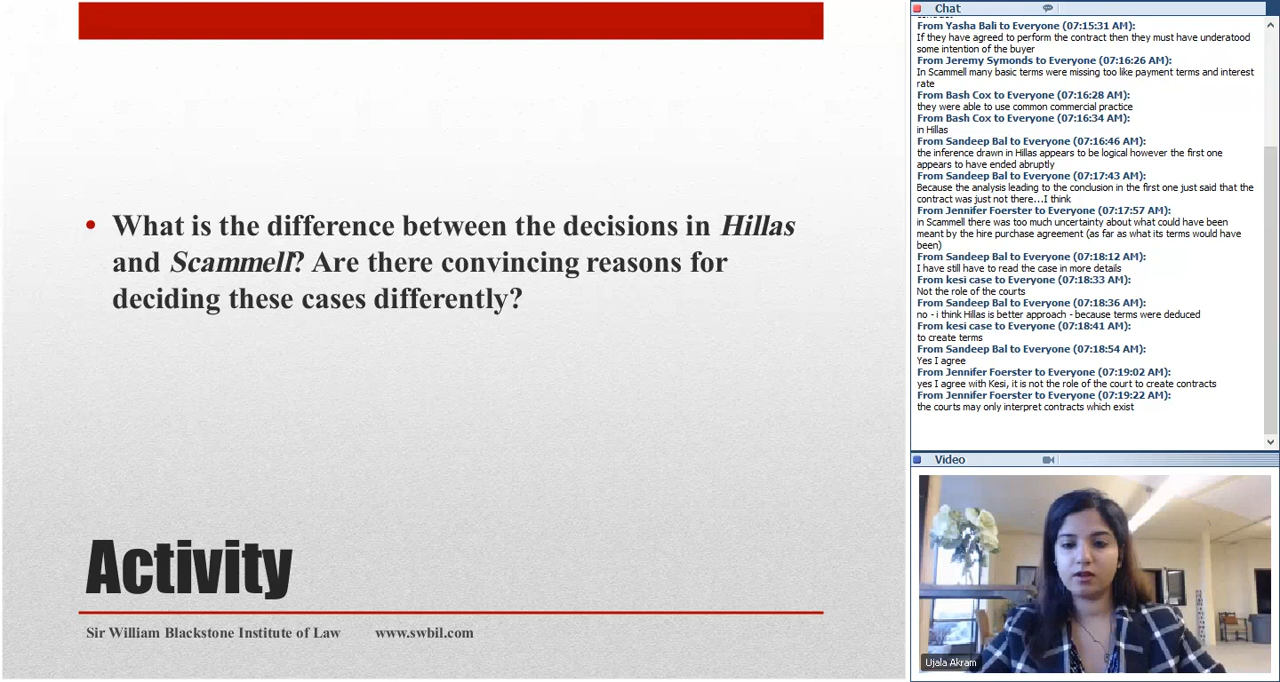 • What is the difference between the decisions in Hillas
and Scammell? Are there convincing reasons for
deciding these cases differently?
Activity
Sir William Blackstone Institute of Law www.swbil.com
Chat
From Yasha Bali to Everyone (07:15:31 AM):
If they have agreed to perform the contract then they must have understood
some intention of the buyer
From Jeremy Symonds to Everyone (07:16:26 AM):
In Scammell many basic terms were missing too like payment terms and interest
rate
From Bash Cox to Everyone (07:16:28 AM):
they were able to use common commercial practice
From Bash Cox to Everyone (07:16:34 AM):
in Hillas
From Sandeep Bal to Everyone (07:16:46 AM):
the inference drawn in Hillas appears to be logical however the first one
appears to have ended abruptly
From Sandeep Bal to Everyone (07:17:43 AM):
Because the analysis leading to the conclusion in the first one just said that the
contract was just not there...I think
From Jennifer Foerster to Everyone (07:17:57 AM):
in Scammell there was too much uncertainty about what could have been
meant by the hire purchase agreement (as far as what its terms would have
been)
From Sandeep Bal to Everyone (07:18:12 AM):
I have still have to read the case in more details
From kesi case to Everyone (07:18:33 AM):
Not the role of the courts
From Sandeep Bal to Everyone (07:18:36 AM):
no - i think Hillas is better approach - because terms were deduced
From kesi case to Everyone (07:18:41 AM):
to create terms
From Sandeep Bal to Everyone (07:18:54 AM):
Yes I agree
From Jennifer Foerster to Everyone (07:19:02 AM):
yes I agree with Kesi, it is not the role of the court to create contracts
From Jennifer Foerster to Everyone (07:19:22 AM):
the courts may only interpret contracts which exist
Video
Ujala Akram